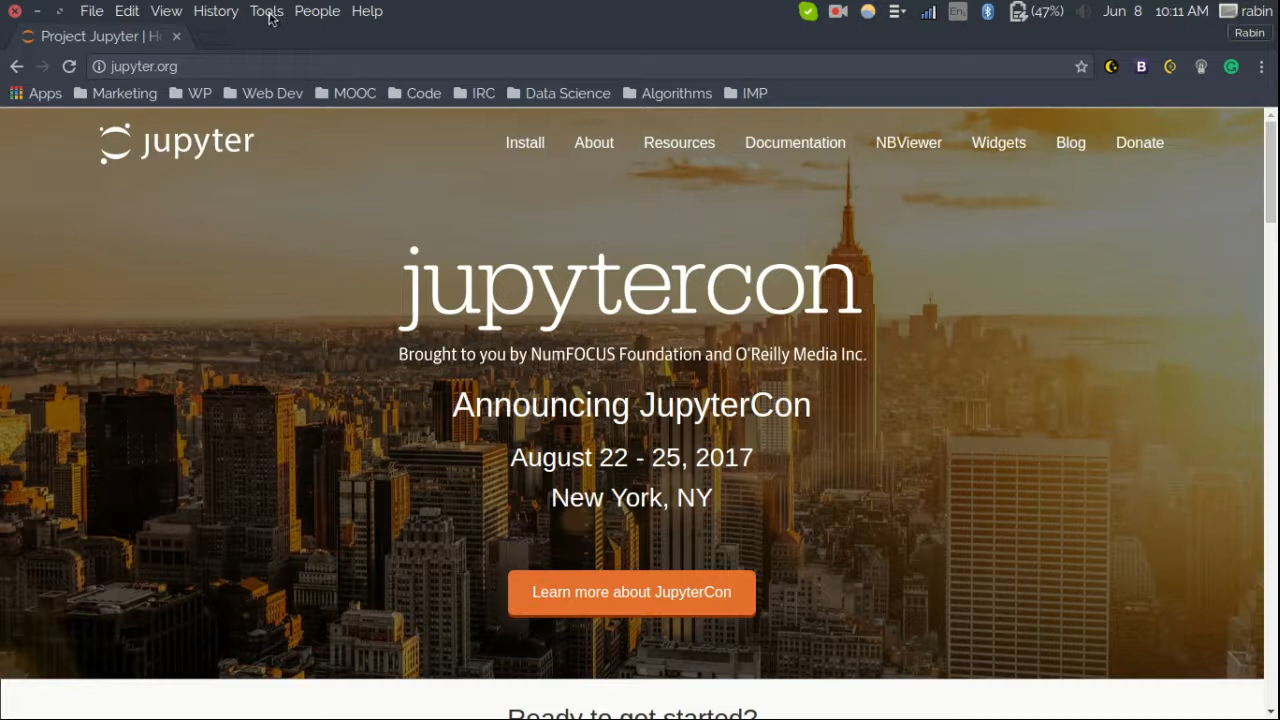 File Edit View History Tools People Help
(47%) Jun 8 10:11 AM rabin
Project Jupyter | Ho
Rabin
jupyter.org
B
Apps Marketing WP Web Dev MOOC Code IRC Data Science Algorithms IMP
jupyter
Install About Resources Documentation NBViewer Widgets Blog Donate
jupytercon
Brought to you by NumFOCUS Foundation and O'Reilly Media Inc.
Announcing JupyterCon
August 22 - 25, 2017
New York, NY
Learn more about JupyterCon
Ready to get started?